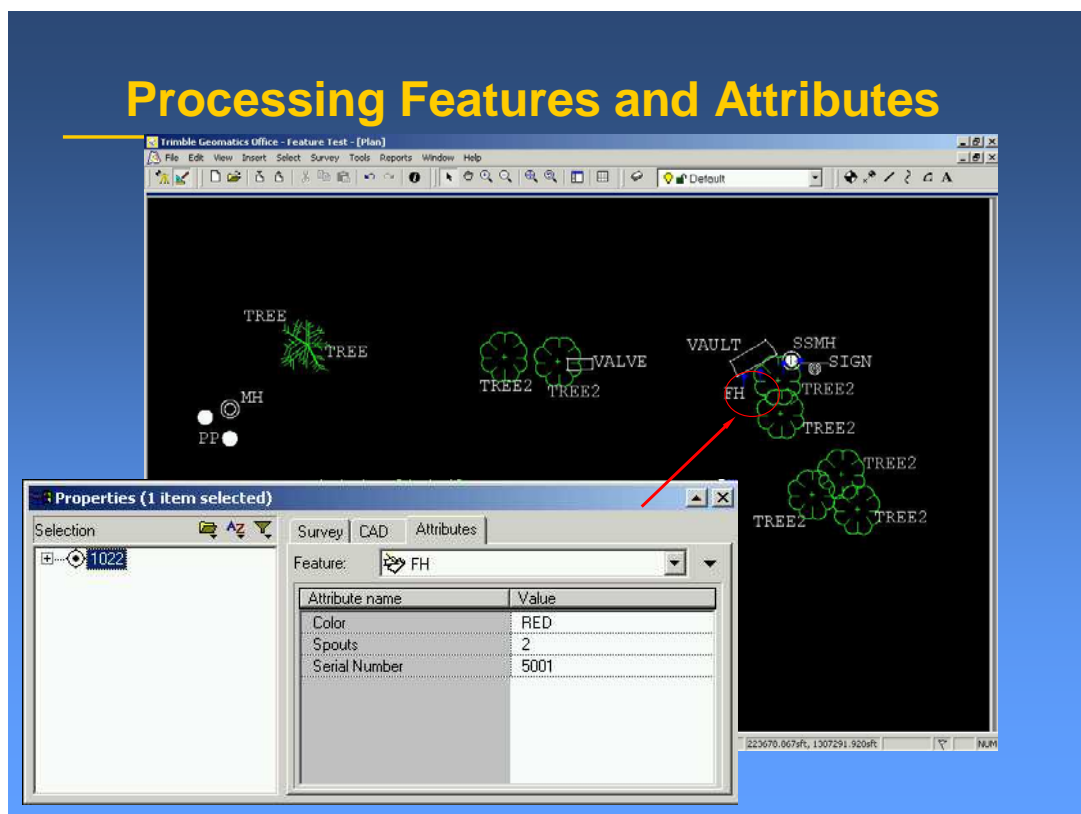 Processing Features and Attributes
Trimble Geomatics Office - Feature Test - [Plan]
File Edit View Insert Select Survey Tools Reports Window Help
Default
TREE
TREE
MH
PP
TREE2
TREE2
VALVE
VAULT
SSMH
SIGN
FH
TREE2
TREE2
TREE2
TREE2
TREE2
Properties (1 item selected)
Selection
1022
Survey CAD Attributes
Feature: FH
Attribute name Value
Color RED
Spouts 2
Serial Number 5001
223670.067sft, 1307291.920sft NUM